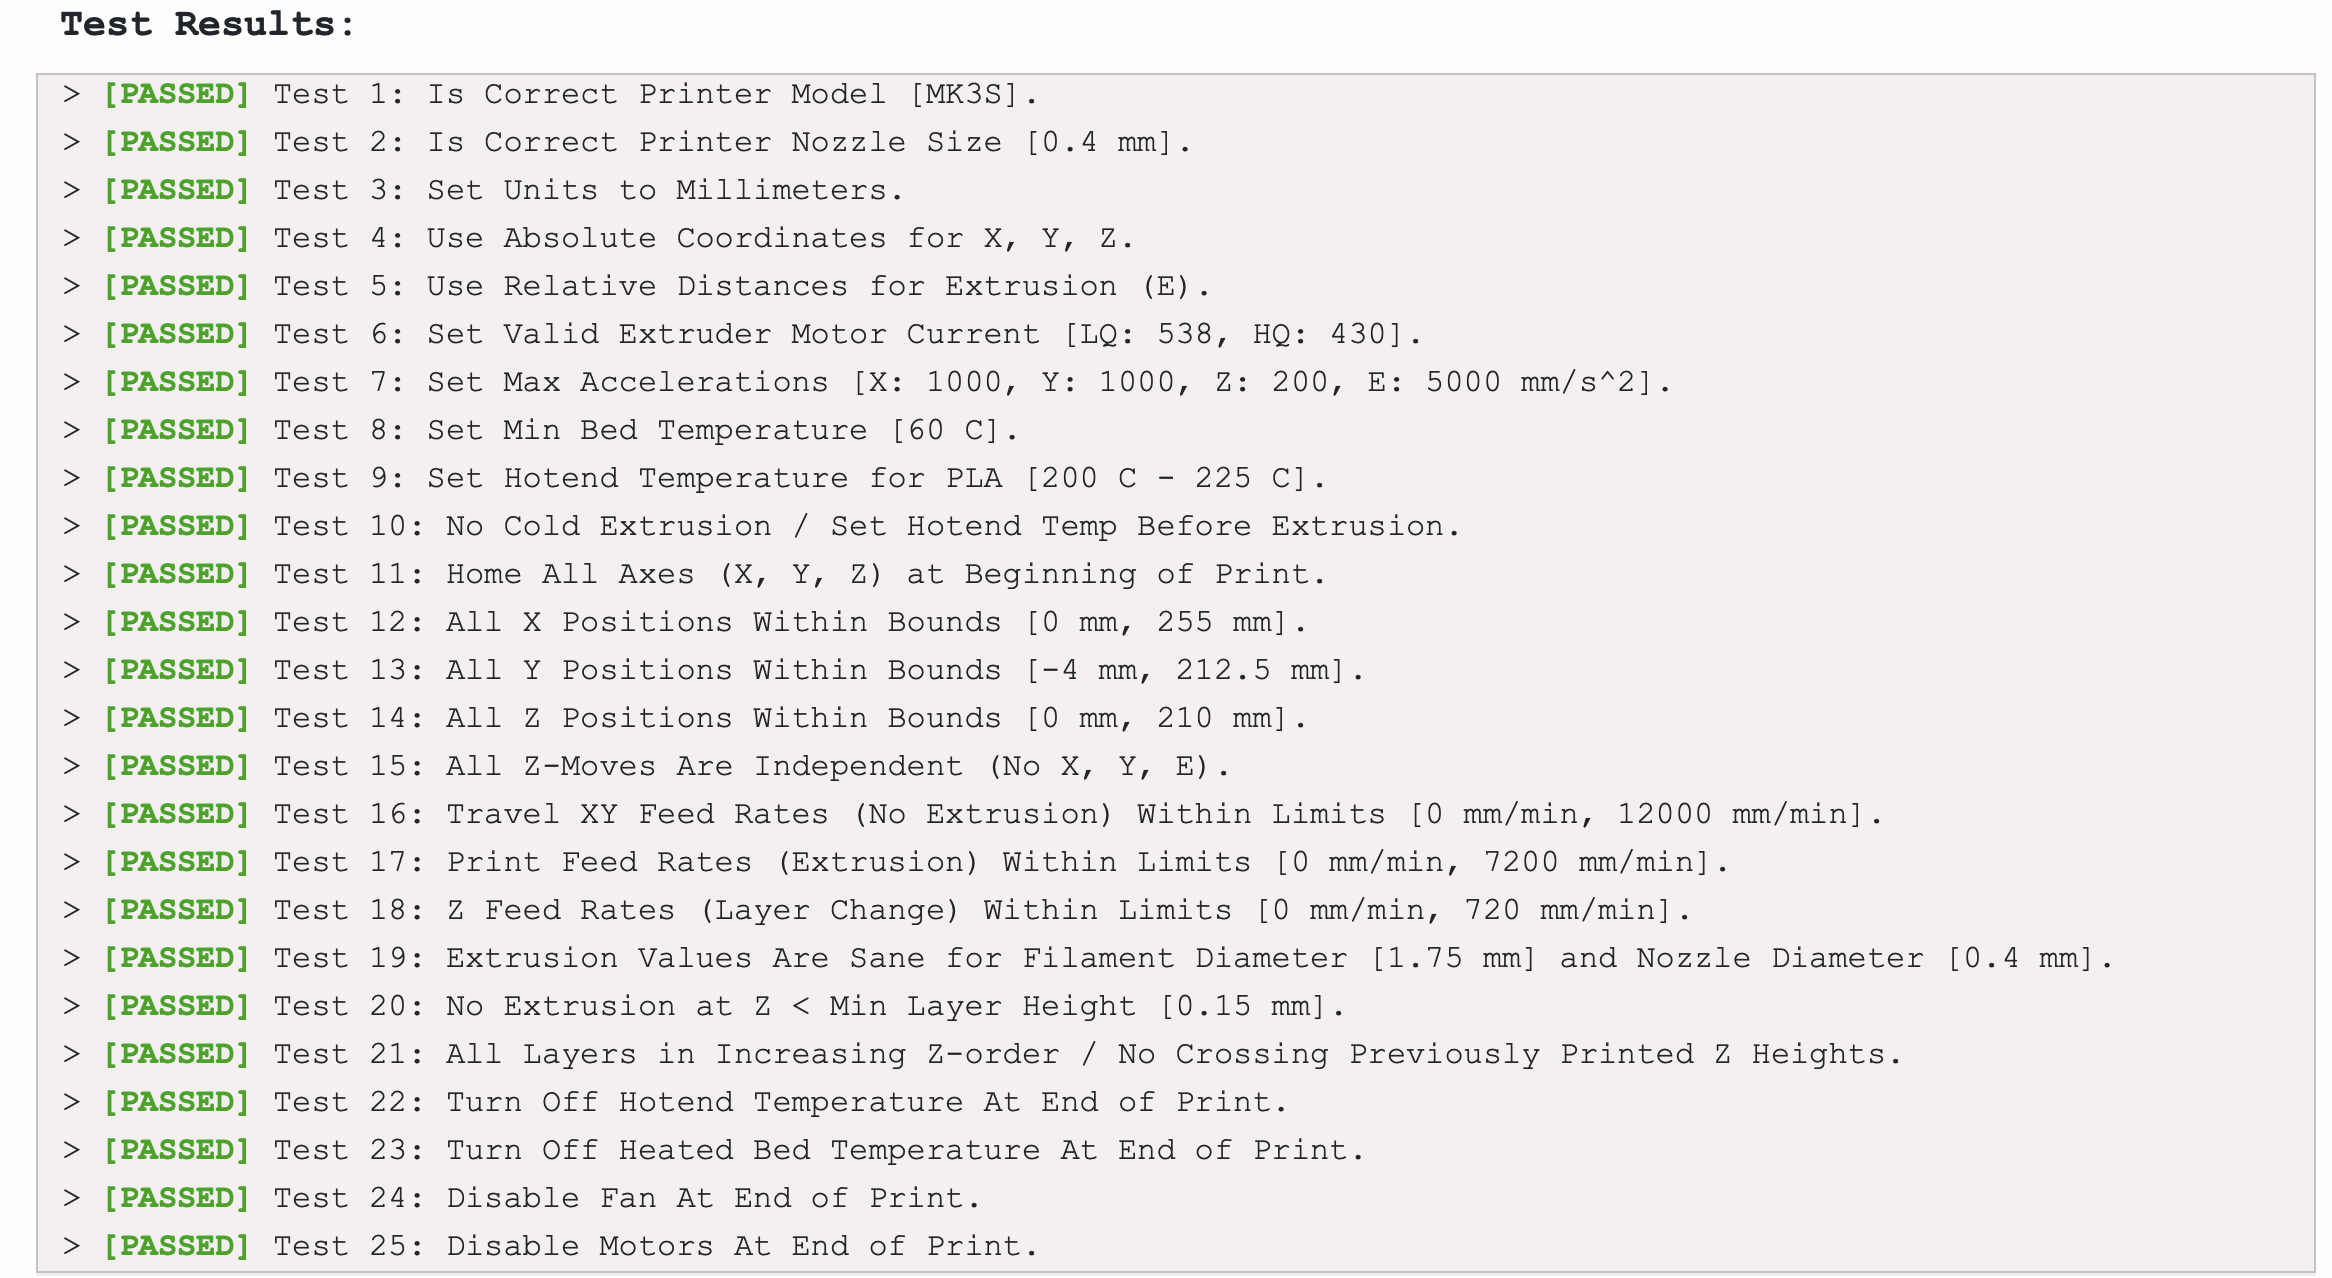 Test Results:
> [PASSED] Test 1: Is Correct Printer Model [MK3S].
> [PASSED] Test 2: Is Correct Printer Nozzle Size [0.4 mm].
> [PASSED] Test 3: Set Units to Millimeters.
> [PASSED] Test 4: Use Absolute Coordinates for X, Y, Z.
> [PASSED] Test 5: Use Relative Distances for Extrusion (E).
> [PASSED] Test 6: Set Valid Extruder Motor Current [LQ: 538, HQ: 430].
> [PASSED] Test 7: Set Max Accelerations [X: 1000, Y: 1000, Z: 200, E: 5000 mm/s^2].
> [PASSED] Test 8: Set Min Bed Temperature [60 C].
> [PASSED] Test 9: Set Hotend Temperature for PLA [200 C - 225 C].
> [PASSED] Test 10: No Cold Extrusion / Set Hotend Temp Before Extrusion.
> [PASSED] Test 11: Home All Axes (X, Y, Z) at Beginning of Print.
> [PASSED] Test 12: All X Positions Within Bounds [0 mm, 255 mm].
> [PASSED] Test 13: All Y Positions Within Bounds [-4 mm, 212.5 mm].
> [PASSED] Test 14: All Z Positions Within Bounds [0 mm, 210 mm].
> [PASSED] Test 15: All Z-Moves Are Independent (No X, Y, E).
> [PASSED] Test 16: Travel XY Feed Rates (No Extrusion) Within Limits [0 mm/min, 12000 mm/min].
> [PASSED] Test 17: Print Feed Rates (Extrusion) Within Limits [0 mm/min, 7200 mm/min].
> [PASSED] Test 18: Z Feed Rates (Layer Change) Within Limits [0 mm/min, 720 mm/min].
> [PASSED] Test 19: Extrusion Values Are Sane for Filament Diameter [1.75 mm] and Nozzle Diameter [0.4 mm].
> [PASSED] Test 20: No Extrusion at Z < Min Layer Height [0.15 mm].
> [PASSED] Test 21: All Layers in Increasing Z-order / No Crossing Previously Printed Z Heights.
> [PASSED] Test 22: Turn Off Hotend Temperature At End of Print.
> [PASSED] Test 23: Turn Off Heated Bed Temperature At End of Print.
> [PASSED] Test 24: Disable Fan At End of Print.
> [PASSED] Test 25: Disable Motors At End of Print.